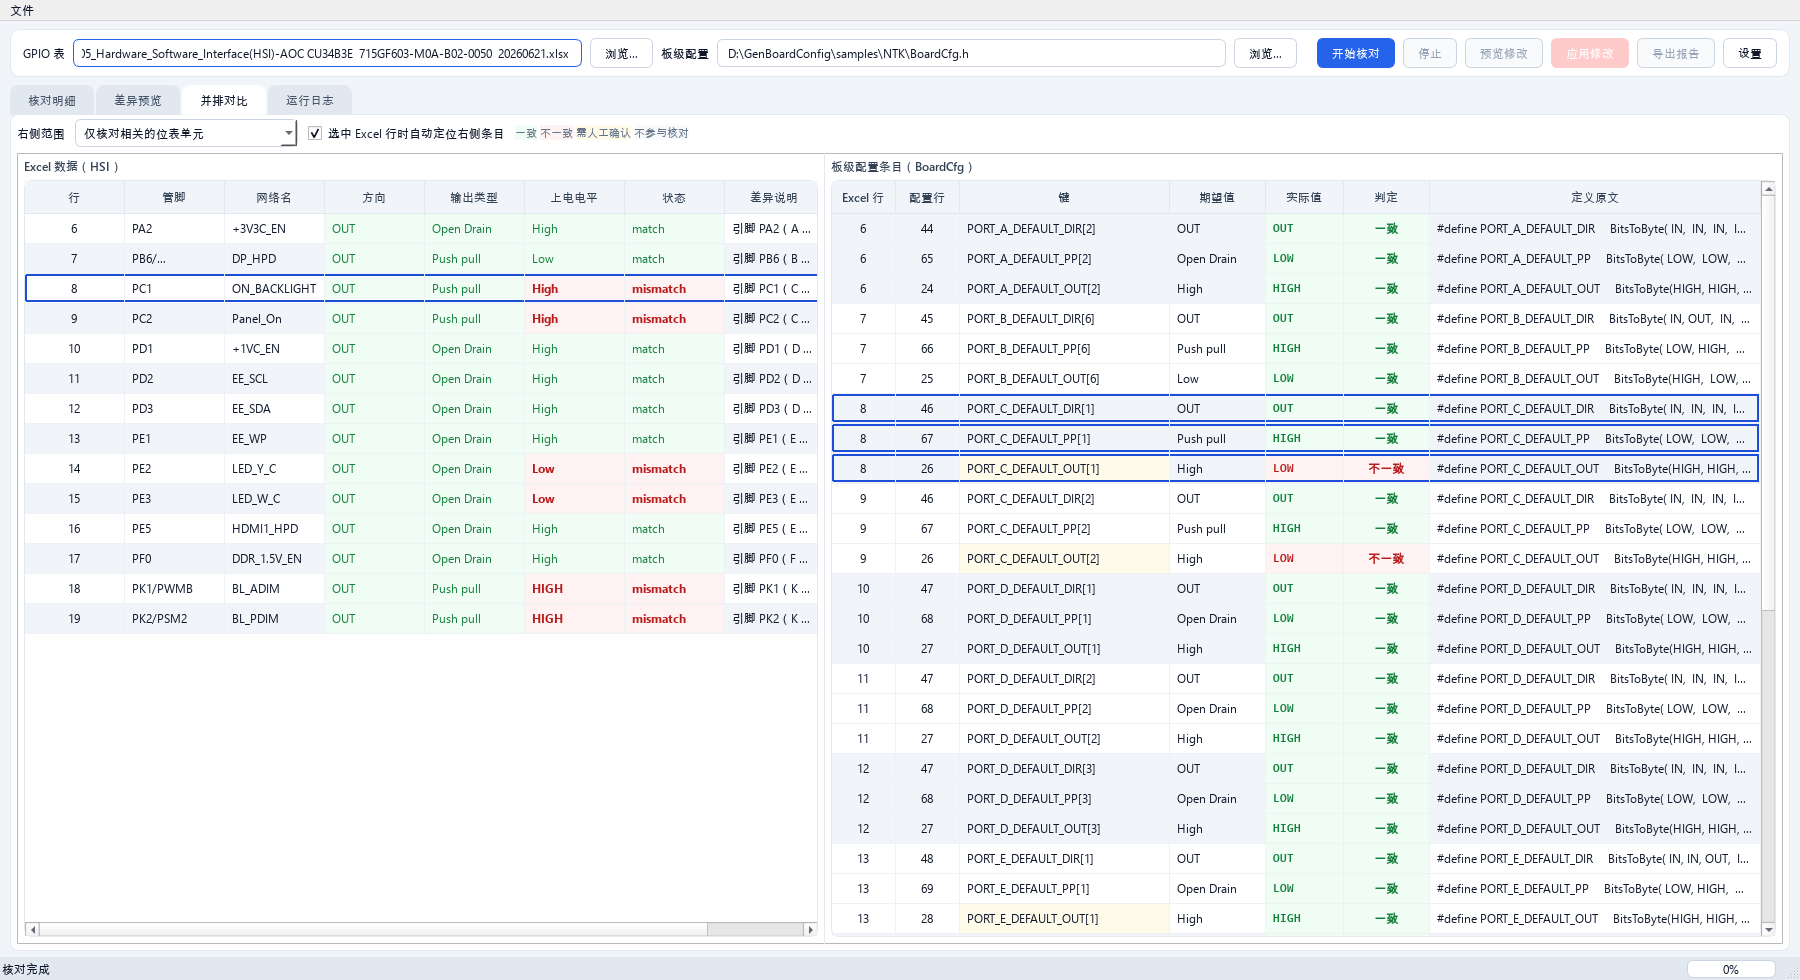 文件
GPIO 表 J5_Hardware_Software_Interface(HSI)-AOC CU34B3E 715GF603-M0A-B02-0050 20260621.xlsx 浏览... 板级配置 D:\GenBoardConfig\samples\NTK\BoardCfg.h 浏览... 开始核对 停止 预览修改 应用修改 导出报告 设置
核对明细 差异预览 并排对比 运行日志
右侧范围 仅核对相关的位表单元 选中 Excel 行时自动定位右侧条目 一致 不一致 需人工确认 不参与核对
Excel 数据 ( HSI )
行 管脚 网络名 方向 输出类型 上电电平 状态 差异说明
6 PA2 +3V3C_EN OUT Open Drain High match 引脚 PA2 ( A ...
7 PB6/... DP_HPD OUT Push pull Low match 引脚 PB6 ( B ...
8 PC1 ON_BACKLIGHT OUT Push pull High mismatch 引脚 PC1 ( C ...
9 PC2 Panel_On OUT Push pull High mismatch 引脚 PC2 ( C ...
10 PD1 +1VC_EN OUT Open Drain High match 引脚 PD1 ( D ...
11 PD2 EE_SCL OUT Open Drain High match 引脚 PD2 ( D ...
12 PD3 EE_SDA OUT Open Drain High match 引脚 PD3 ( D ...
13 PE1 EE_WP OUT Open Drain High match 引脚 PE1 ( E ...
14 PE2 LED_Y_C OUT Open Drain Low mismatch 引脚 PE2 ( E ...
15 PE3 LED_W_C OUT Open Drain Low mismatch 引脚 PE3 ( E ...
16 PE5 HDMI1_HPD OUT Open Drain High match 引脚 PE5 ( E ...
17 PF0 DDR_1.5V_EN OUT Open Drain High match 引脚 PF0 ( F ...
18 PK1/PWMB BL_ADIM OUT Push pull HIGH mismatch 引脚 PK1 ( K ...
19 PK2/PSM2 BL_PDIM OUT Push pull HIGH mismatch 引脚 PK2 ( K ...
板级配置条目 ( BoardCfg )
Excel 行 配置行 键 期望值 实际值 判定 定义原文
6 44 PORT_A_DEFAULT_DIR[2] OUT OUT 一致 #define PORT_A_DEFAULT_DIR BitsToByte( IN, IN, IN, I...
6 65 PORT_A_DEFAULT_PP[2] Open Drain LOW 一致 #define PORT_A_DEFAULT_PP BitsToByte( LOW, LOW, ...
6 24 PORT_A_DEFAULT_OUT[2] High HIGH 一致 #define PORT_A_DEFAULT_OUT BitsToByte(HIGH, HIGH, ...
7 45 PORT_B_DEFAULT_DIR[6] OUT OUT 一致 #define PORT_B_DEFAULT_DIR BitsToByte( IN, OUT, IN, ...
7 66 PORT_B_DEFAULT_PP[6] Push pull HIGH 一致 #define PORT_B_DEFAULT_PP BitsToByte( LOW, HIGH, ...
7 25 PORT_B_DEFAULT_OUT[6] Low LOW 一致 #define PORT_B_DEFAULT_OUT BitsToByte(HIGH, LOW, ...
8 46 PORT_C_DEFAULT_DIR[1] OUT OUT 一致 #define PORT_C_DEFAULT_DIR BitsToByte( IN, IN, IN, I...
8 67 PORT_C_DEFAULT_PP[1] Push pull HIGH 一致 #define PORT_C_DEFAULT_PP BitsToByte( LOW, LOW, ...
8 26 PORT_C_DEFAULT_OUT[1] High LOW 不一致 #define PORT_C_DEFAULT_OUT BitsToByte(HIGH, HIGH, ...
9 46 PORT_C_DEFAULT_DIR[2] OUT OUT 一致 #define PORT_C_DEFAULT_DIR BitsToByte( IN, IN, IN, I...
9 67 PORT_C_DEFAULT_PP[2] Push pull HIGH 一致 #define PORT_C_DEFAULT_PP BitsToByte( LOW, LOW, ...
9 26 PORT_C_DEFAULT_OUT[2] High LOW 不一致 #define PORT_C_DEFAULT_OUT BitsToByte(HIGH, HIGH, ...
10 47 PORT_D_DEFAULT_DIR[1] OUT OUT 一致 #define PORT_D_DEFAULT_DIR BitsToByte( IN, IN, IN, I...
10 68 PORT_D_DEFAULT_PP[1] Open Drain LOW 一致 #define PORT_D_DEFAULT_PP BitsToByte( LOW, LOW, ...
10 27 PORT_D_DEFAULT_OUT[1] High HIGH 一致 #define PORT_D_DEFAULT_OUT BitsToByte(HIGH, HIGH, ...
11 47 PORT_D_DEFAULT_DIR[2] OUT OUT 一致 #define PORT_D_DEFAULT_DIR BitsToByte( IN, IN, IN, I...
11 68 PORT_D_DEFAULT_PP[2] Open Drain LOW 一致 #define PORT_D_DEFAULT_PP BitsToByte( LOW, LOW, ...
11 27 PORT_D_DEFAULT_OUT[2] High HIGH 一致 #define PORT_D_DEFAULT_OUT BitsToByte(HIGH, HIGH, ...
12 47 PORT_D_DEFAULT_DIR[3] OUT OUT 一致 #define PORT_D_DEFAULT_DIR BitsToByte( IN, IN, IN, I...
12 68 PORT_D_DEFAULT_PP[3] Open Drain LOW 一致 #define PORT_D_DEFAULT_PP BitsToByte( LOW, LOW, ...
12 27 PORT_D_DEFAULT_OUT[3] High HIGH 一致 #define PORT_D_DEFAULT_OUT BitsToByte(HIGH, HIGH, ...
13 48 PORT_E_DEFAULT_DIR[1] OUT OUT 一致 #define PORT_E_DEFAULT_DIR BitsToByte( IN, IN, OUT, I...
13 69 PORT_E_DEFAULT_PP[1] Open Drain LOW 一致 #define PORT_E_DEFAULT_PP BitsToByte( LOW, HIGH, ...
13 28 PORT_E_DEFAULT_OUT[1] High HIGH 一致 #define PORT_E_DEFAULT_OUT BitsToByte(HIGH, HIGH, ...
核对完成 0%